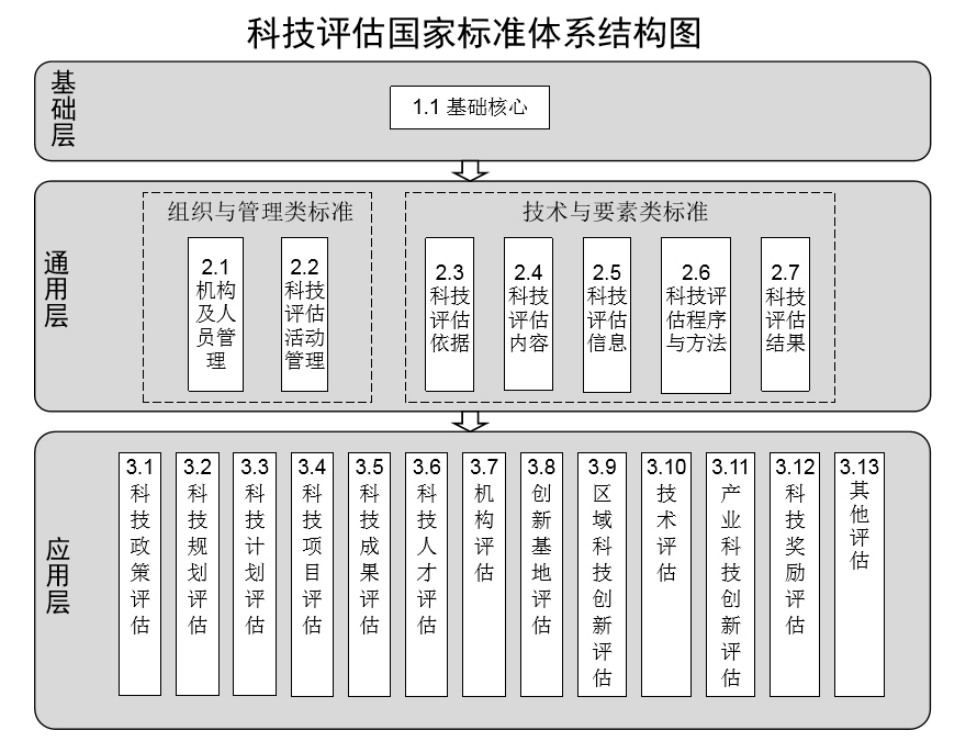 科技评估国家标准体系结构图
基础层
1.1 基础核心
通用层
组织与管理类标准
技术与要素类标准
2.1
机构
及人
员管
理
2.2
科技
评估
活动
管理
2.3
科技
评估
依据
2.4
科技
评估
内容
2.5
科技
评估
信息
2.6
科技评
估程序
与方法
2.7
科技
评估
结果
应用层
3.1
科技政策评估
3.2
科技规划评估
3.3
科技计划评估
3.4
科技项目评估
3.5
科技成果评估
3.6
科技人才评估
3.7
机构评估
3.8
创新基地评估
3.9
区域科技创新评估
3.10
技术评估
3.11
产业科技创新评估
3.12
科技奖励评估
3.13
其他评估